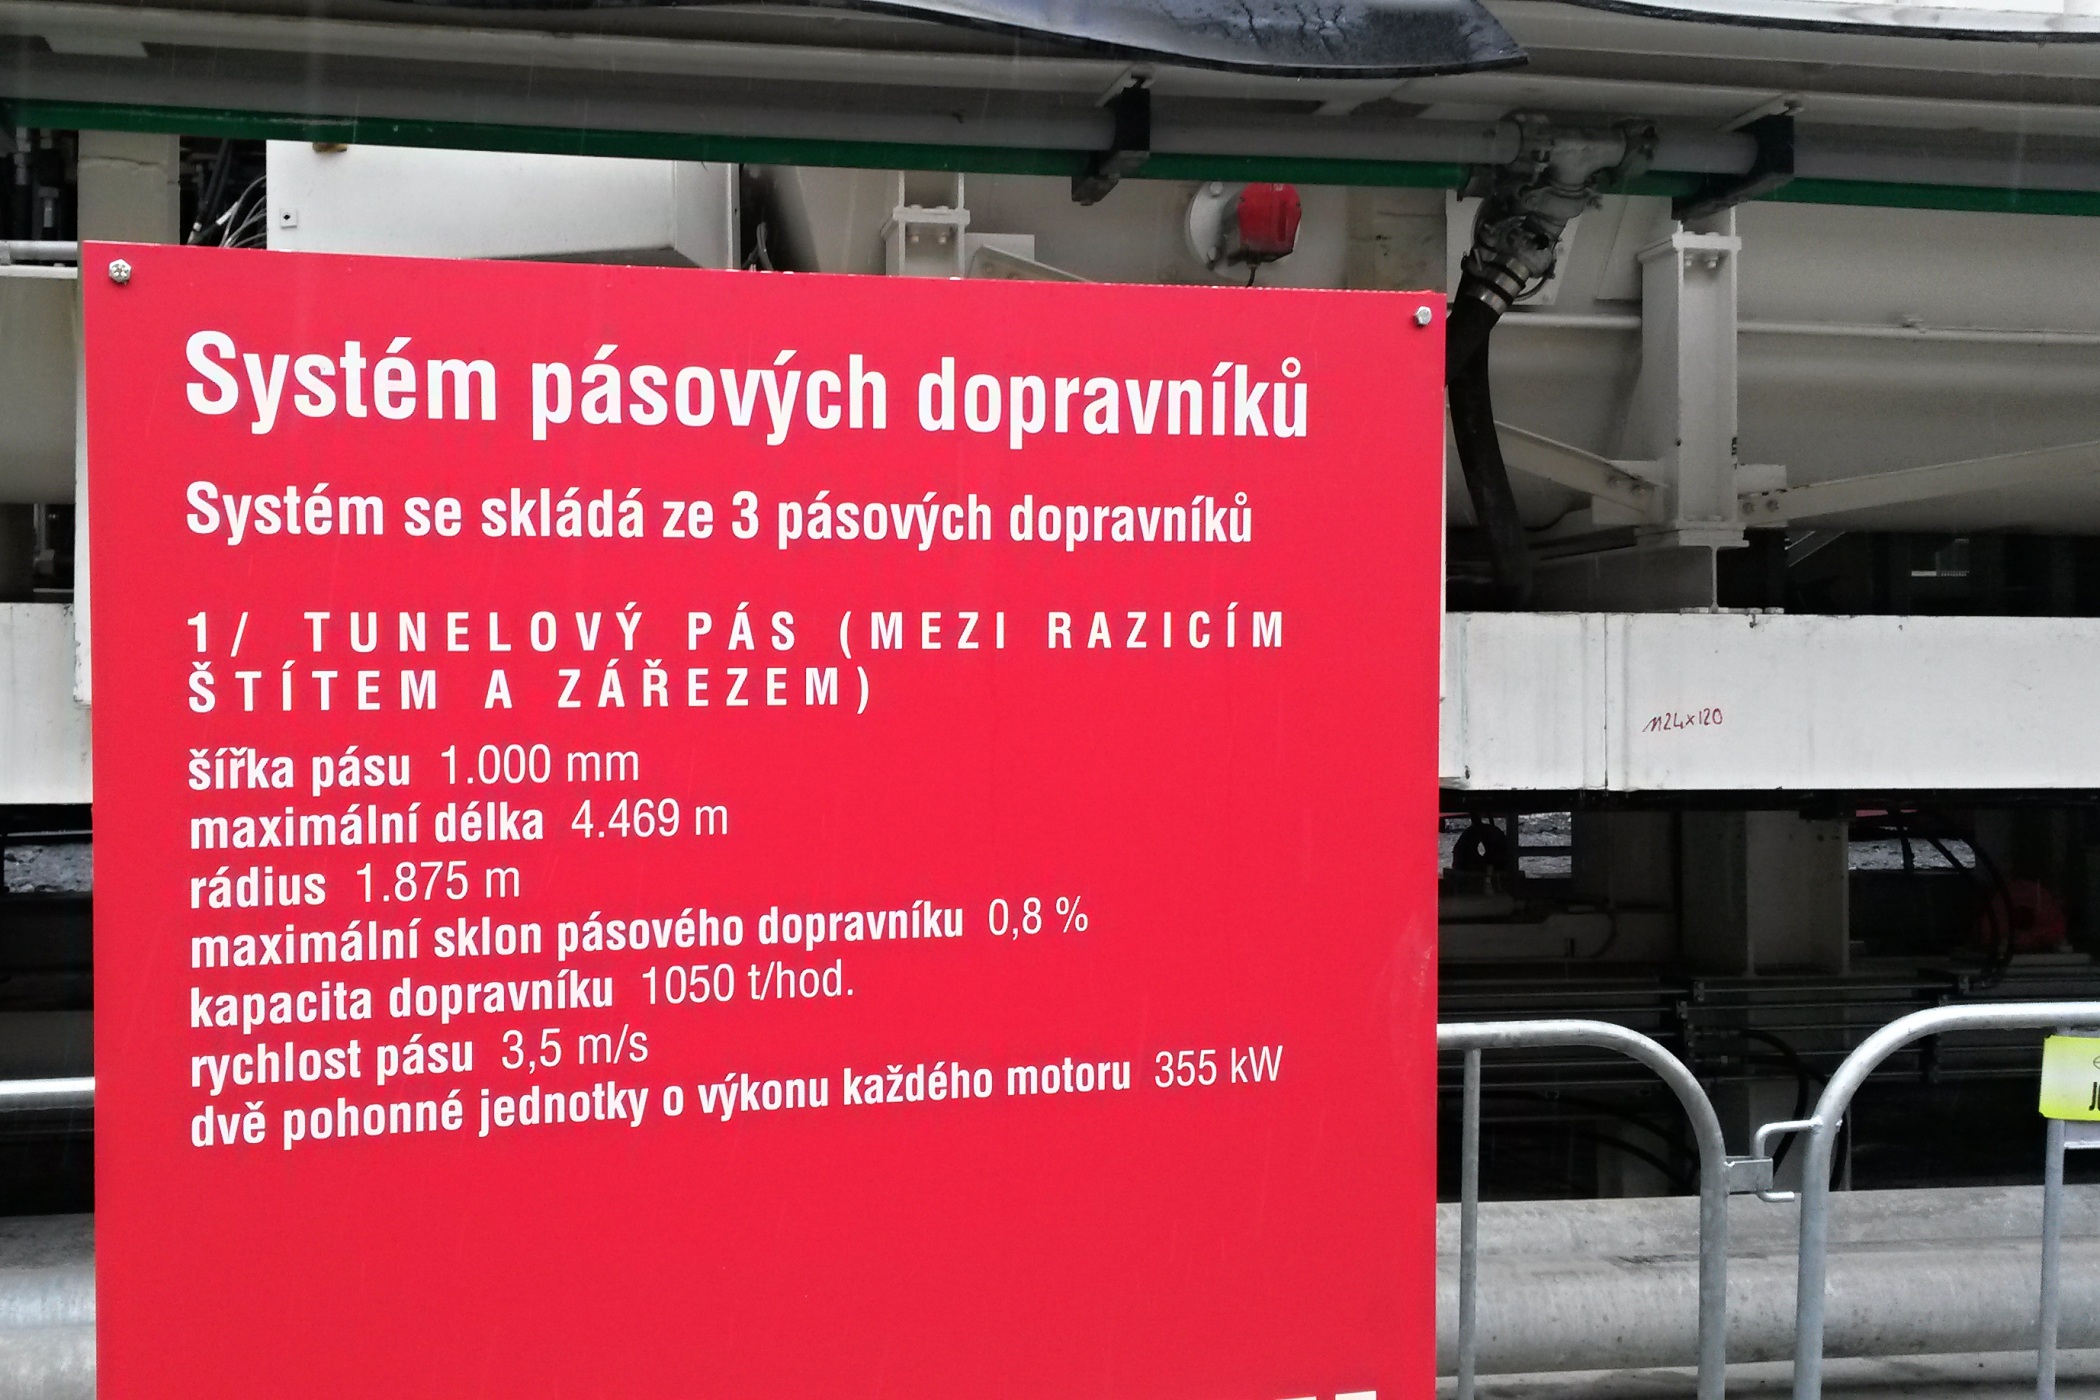 Systém pásových dopravníků
Systém se skládá ze 3 pásových dopravníků
1/ TUNELOVÝ PÁS (MEZI RAZICÍM
ŠTÍTEM A ZÁŘEZEM)
šířka pásu 1.000 mm
maximální délka 4.469 m
rádius 1.875 m
maximální sklon pásového dopravníku 0,8 %
kapacita dopravníku 1050 t/hod.
rychlost pásu 3,5 m/s
dvě pohonné jednotky o výkonu každého motoru 355 kW
M24x120